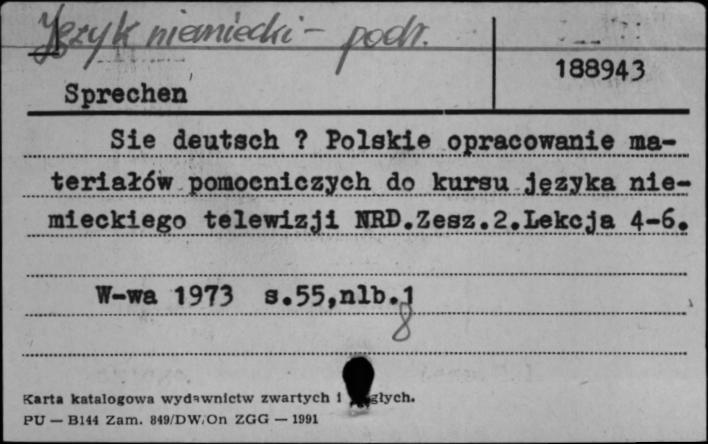 Język niemiecki - podr.
188943
Sprechen
Sie deutsch ? Polskie opracowanie ma-
teriałów pomocniczych do kursu języka nie-
mieckiego telewizji NRD.Zesz.2.Lekcja 4-6.
W-wa 1973 s.55,nlb.1
8
Karta katalogowa wydawnictw zwartych i
PU — B144 Zam. 849/DW/On ZGG — 1991